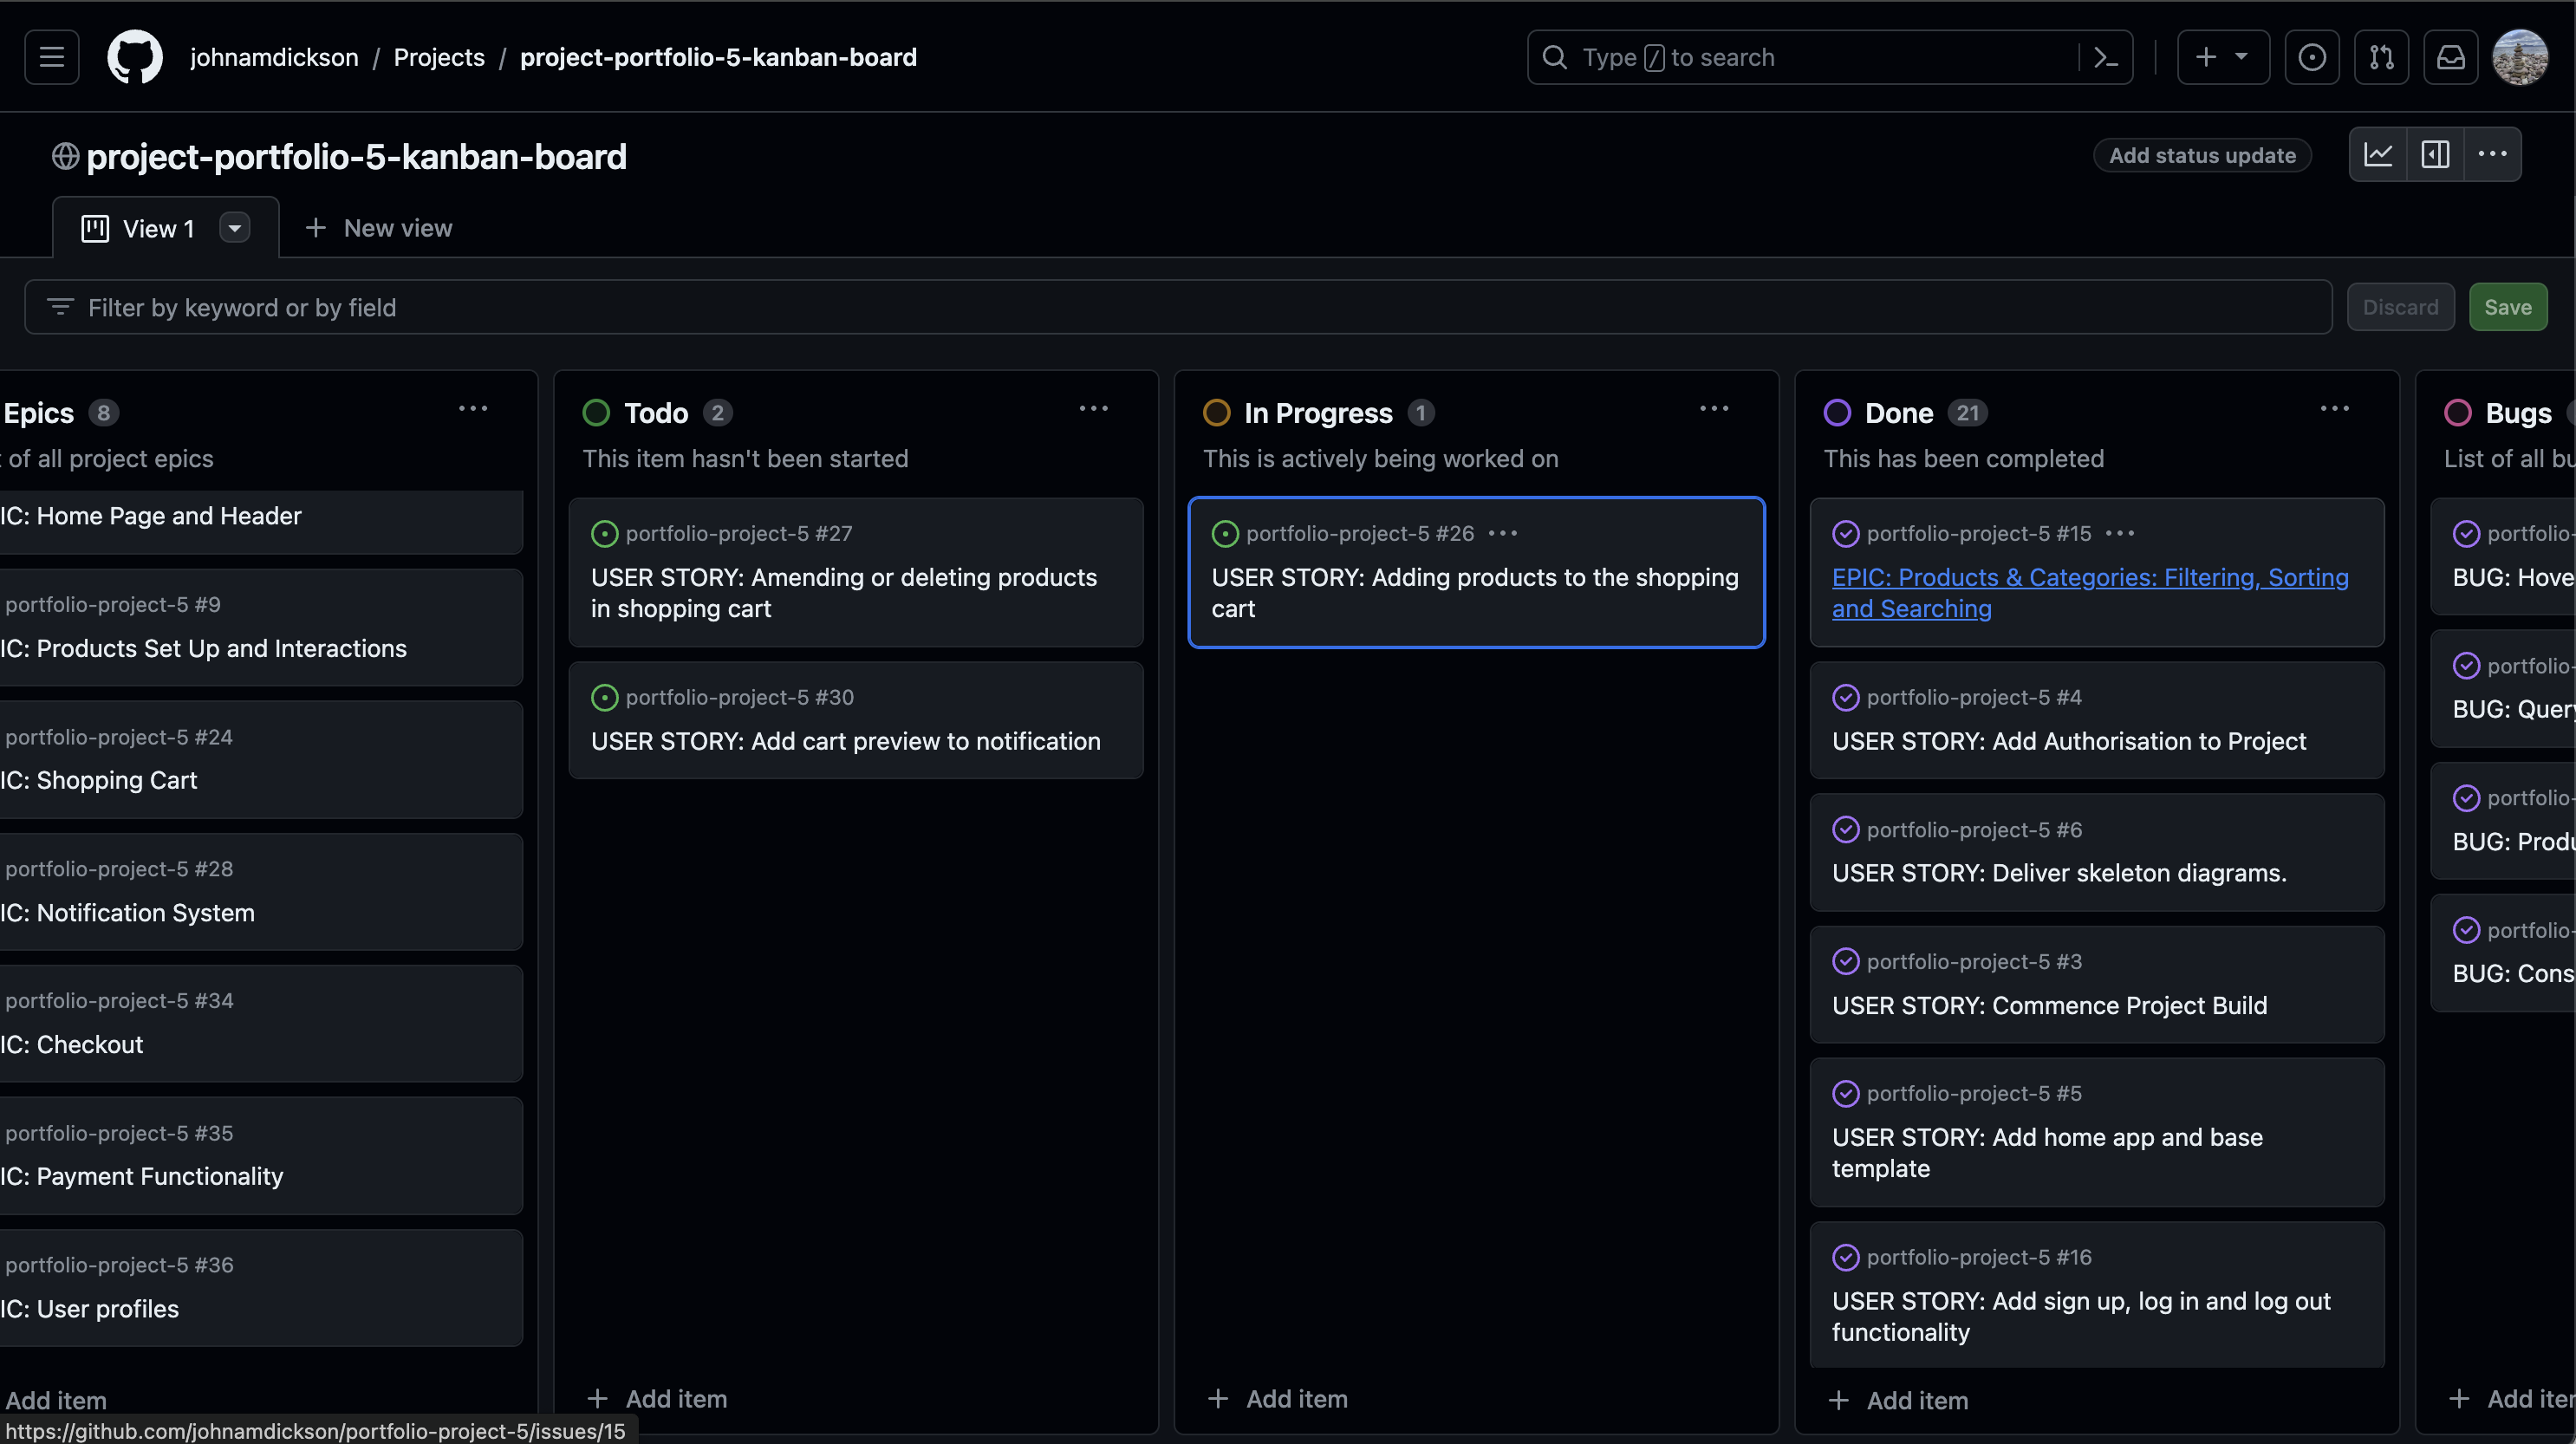 johnamdickson / Projects / project-portfolio-5-kanban-board
Type / to search
project-portfolio-5-kanban-board
Add status update
View 1
New view
Filter by keyword or by field
Discard
Save
Epics 8
of all project epics
IC: Home Page and Header
portfolio-project-5 #9
IC: Products Set Up and Interactions
portfolio-project-5 #24
IC: Shopping Cart
portfolio-project-5 #28
IC: Notification System
portfolio-project-5 #34
IC: Checkout
portfolio-project-5 #35
IC: Payment Functionality
portfolio-project-5 #36
IC: User profiles
Add item
Todo 2
This item hasn't been started
portfolio-project-5 #27
USER STORY: Amending or deleting products
in shopping cart
portfolio-project-5 #30
USER STORY: Add cart preview to notification
+ Add item
In Progress 1
This is actively being worked on
portfolio-project-5 #26
USER STORY: Adding products to the shopping
cart
+ Add item
Done 21
This has been completed
portfolio-project-5 #15
EPIC: Products & Categories: Filtering, Sorting
and Searching
portfolio-project-5 #4
USER STORY: Add Authorisation to Project
portfolio-project-5 #6
USER STORY: Deliver skeleton diagrams.
portfolio-project-5 #3
USER STORY: Commence Project Build
portfolio-project-5 #5
USER STORY: Add home app and base
template
portfolio-project-5 #16
USER STORY: Add sign up, log in and log out
functionality
+ Add item
Bugs
List of all bu
portfolio-
BUG: Hove
portfolio-
BUG: Query
portfolio-
BUG: Produ
portfolio-
BUG: Cons
+ Add iter
https://github.com/johnamdickson/portfolio-project-5/issues/15